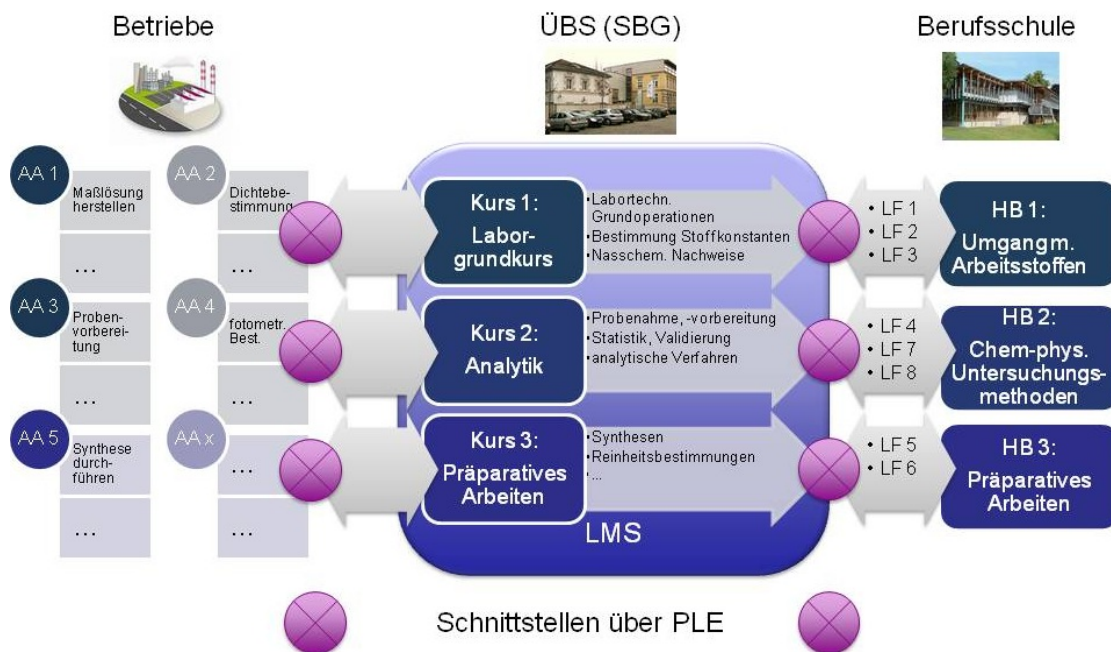 Betriebe
ÜBS (SBG)
Berufsschule
AA 1
Maßlösung
herstellen
...
AA 2
Dichtebe-
stimmung
...
AA 3
Proben-
vorberei-
tung
...
AA 4
fotometr.
Best.
...
AA 5
Synthese
durch-
führen
...
AA x
...
...
Kurs 1:
Labor-
grundkurs
•Labortechn.
Grundoperationen
•Bestimmung Stoffkonstanten
•Nasschem. Nachweise
• LF 1
• LF 2
• LF 3
HB 1:
Umgang m.
Arbeitsstoffen
Kurs 2:
Analytik
•Probenahme, -vorbereitung
•Statistik, Validierung
•analytische Verfahren
• LF 4
• LF 7
• LF 8
HB 2:
Chem-phys.
Untersuchungs-
methoden
Kurs 3:
Präparatives
Arbeiten
•Synthesen
•Reinheitsbestimmungen
•...
• LF 5
• LF 6
HB 3:
Präparatives
Arbeiten
LMS
Schnittstellen über PLE